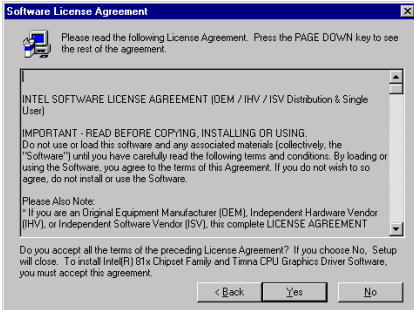 Software License Agreement
Please read the following License Agreement. Press the PAGE DOWN key to see
the rest of the agreement.
INTEL SOFTWARE LICENSE AGREEMENT (OEM / IHV / ISV Distribution & Single
User)
IMPORTANT - READ BEFORE COPYING, INSTALLING OR USING.
Do not use or load this software and any associated materials (collectively, the
"Software") until you have carefully read the following terms and conditions. By loading or
using the Software, you agree to the terms of this Agreement. If you do not wish to so
agree, do not install or use the Software.
Please Also Note:
* If you are an Original Equipment Manufacturer (OEM), Independent Hardware Vendor
(IHV), or Independent Software Vendor (ISV), this complete LICENSE AGREEMENT
Do you accept all the terms of the preceding License Agreement? If you choose No, Setup
will close. To install Intel(R) 81x Chipset Family and Timna CPU Graphics Driver Software,
you must accept this agreement.
< Back Yes No